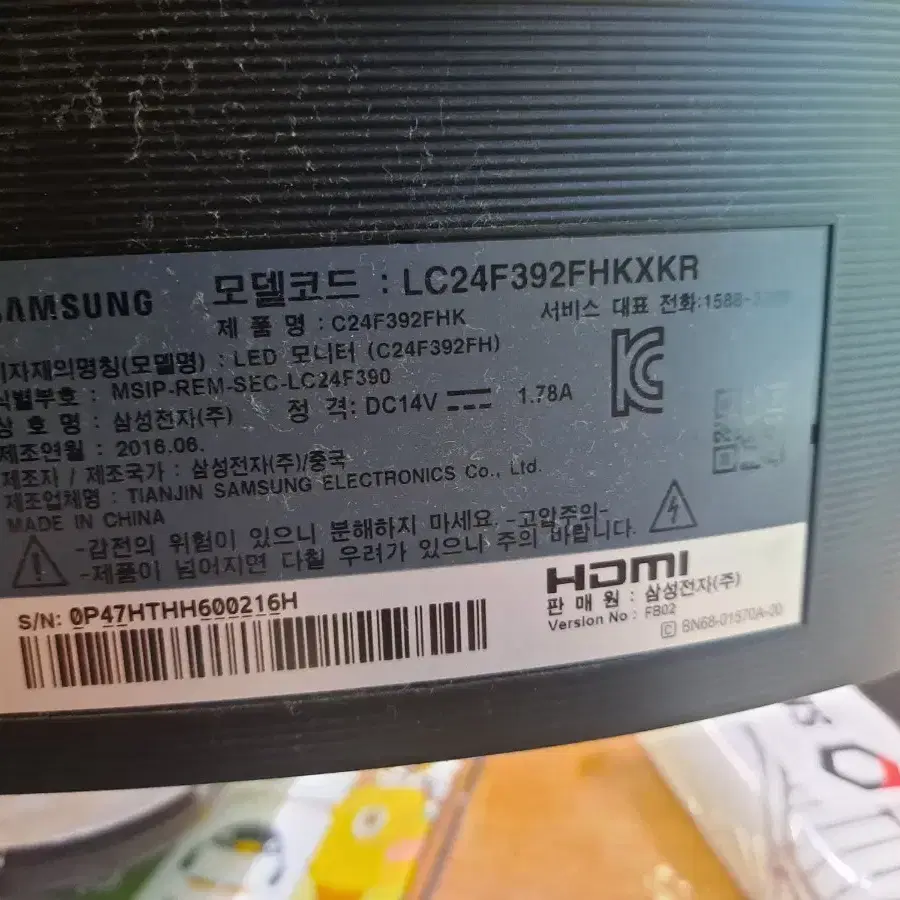 SAMSUNG
모델코드 : LC24F392FHKXKR
제 품 명 : C24F392FHK
서비스 대표 전화:1588-
기자재의명칭(모델명) : LED 모니터 (C24F392FH)
식별부호 : MSIP-REM-SEC-LC24F390
상 호 명 : 삼성전자(주)
정 격: DC14V 1.78A
제조연월 : 2016.06.
제조자 / 제조국가 : 삼성전자(주)/중국
제조업체명 : TIANJIN SAMSUNG ELECTRONICS Co., Ltd.
MADE IN CHINA
-감전의 위험이 있으니 분해하지 마세요 -고압주의-
-제품이 넘어지면 다칠 우려가 있으니 주의 바랍니다.
S/N: 0P47HTHH600216H
HDMI
판 매 원 : 삼성전자(주)
Version No : FB02
BN68-01570A-00